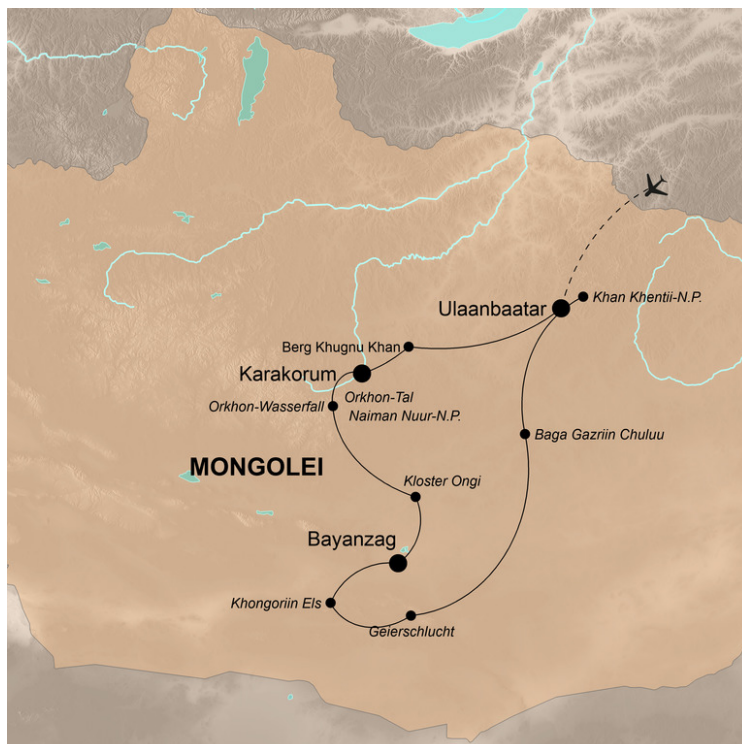 Ulaanbaatar
Khan Khentii-N.P.
Berg Khugnu Khan
Karakorum
Orkhon-Tal
Orkhon-Wasserfall
Naiman Nuur-N.P.
Baga Gazriin Chuluu
MONGOLEI
Kloster Ongi
Bayanzag
Khongoriin Els
Geierschlucht